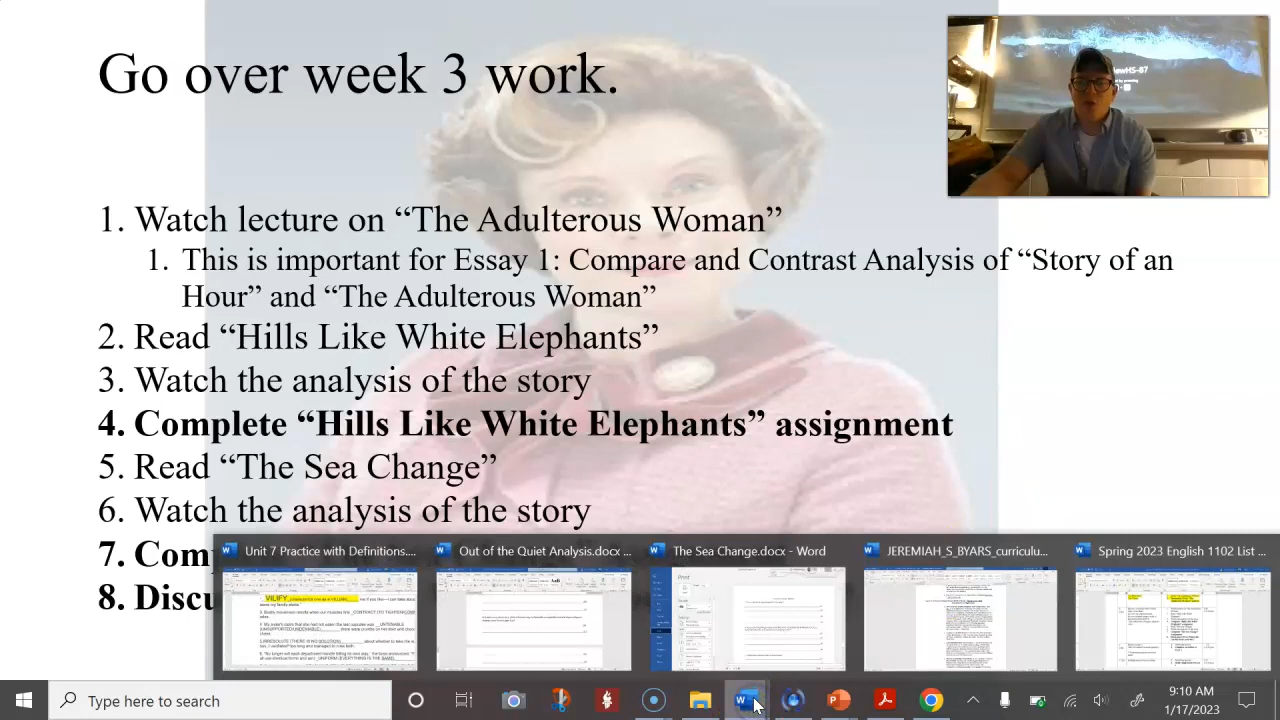 Go over week 3 work.
ewHS-87
1. Watch lecture on “The Adulterous Woman”
1. This is important for Essay 1: Compare and Contrast Analysis of “Story of an
Hour” and “The Adulterous Woman”
2. Read “Hills Like White Elephants”
3. Watch the analysis of the story
4. Complete “Hills Like White Elephants” assignment
5. Read “The Sea Change”
6. Watch the analysis of the story
7. Com
8. Discu
Unit 7 Practice with Definitions....
Out of the Quiet Analysis.docx ...
The Sea Change.docx - Word
JEREMIAH_S_BYARS_curriculu...
Spring 2023 English 1102 List ...
VILIFY
Print
Type here to search
9:10 AM
1/17/2023